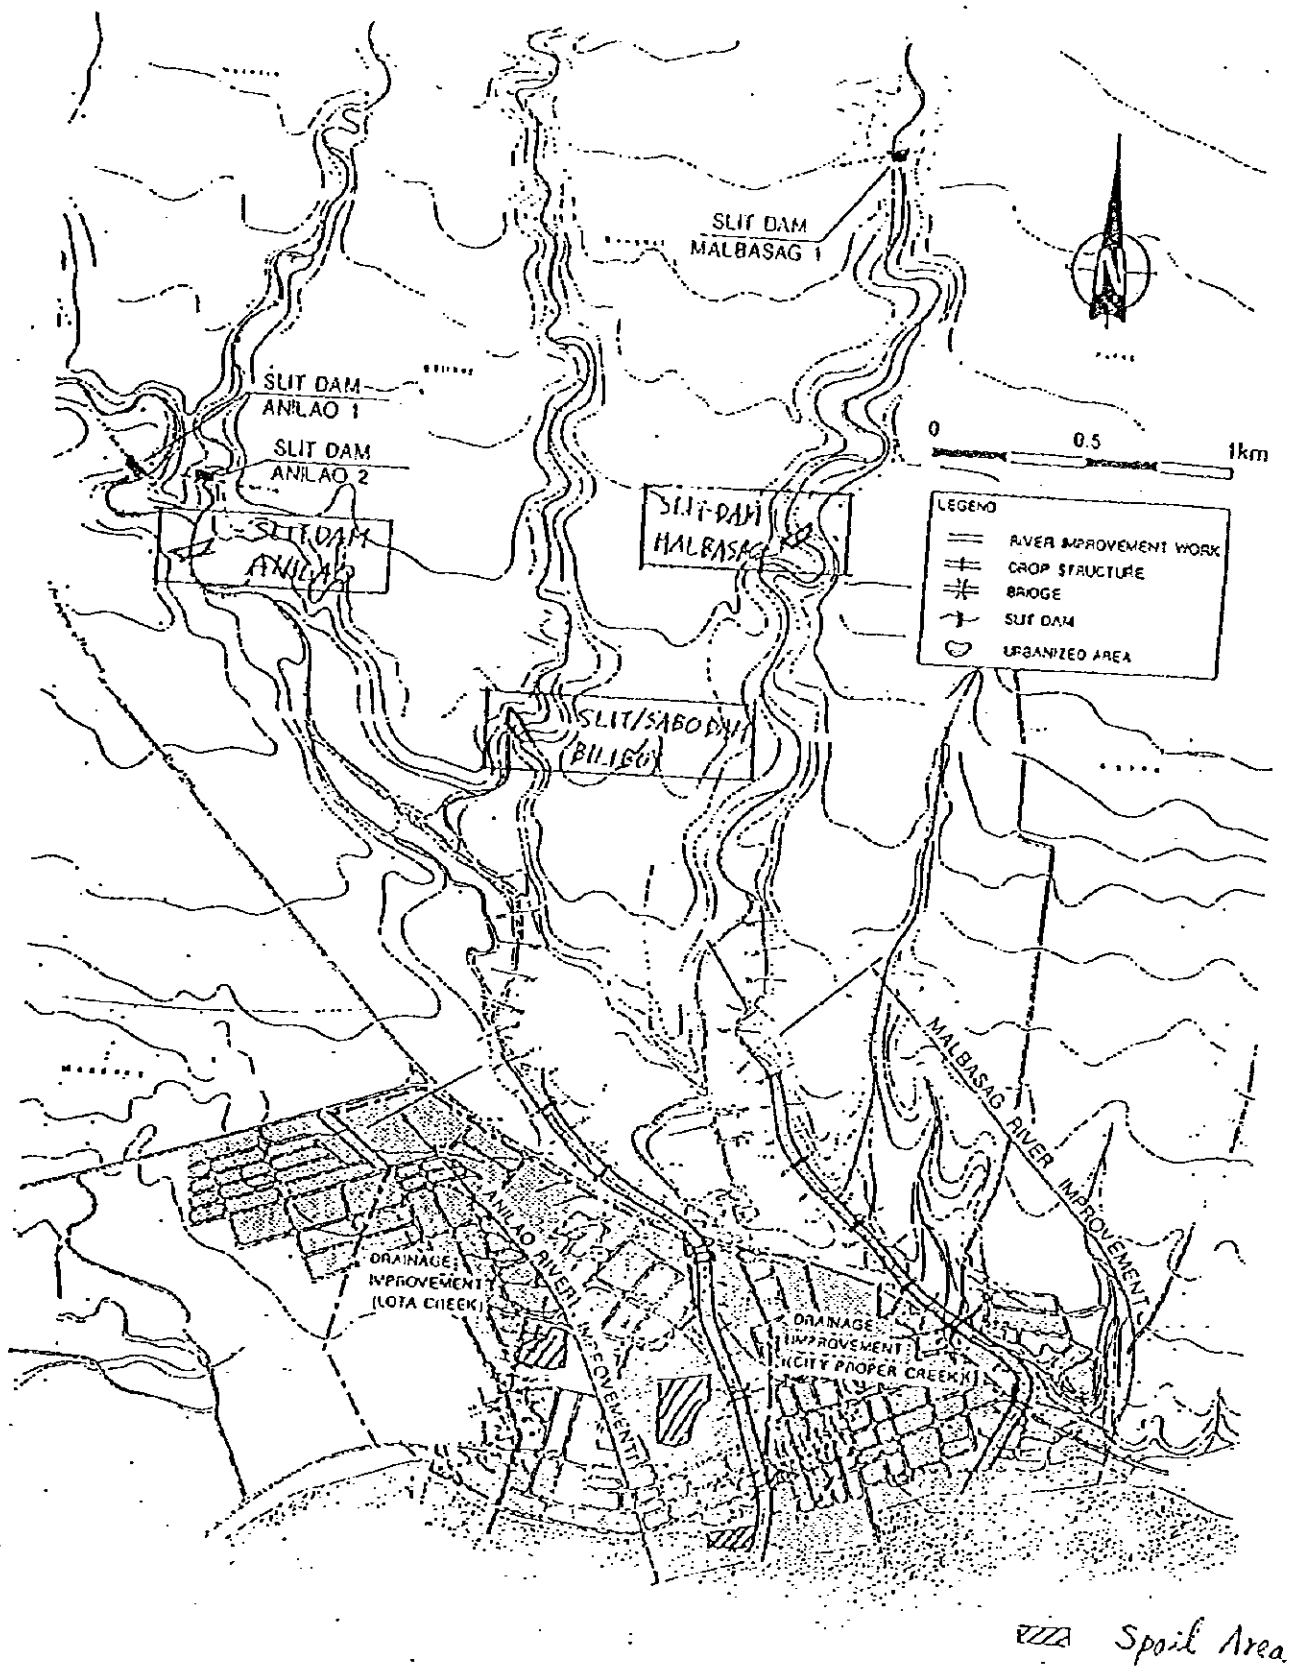 SLIT DAM
MALBASAG 1
SLIT DAM
ANILAO 1
SLIT DAM
ANILAO 2
0 0.5 1km
SLIT DAM
ANILAO
SLIT-DAM
MALBASAG
LEGEND
RIVER IMPROVEMENT WORK
CROP STRUCTURE
BRIDGE
SLIT DAM
URBANIZED AREA
SLIT/SABO DAM
(BILIBOY)
MALBASAG RIVER IMPROVEMENT
ANILAO RIVER IMPROVEMENT
DRAINAGE
IMPROVEMENT
(LOTA CREEK)
DRAINAGE
IMPROVSMENT
(CITY PROPER CREEK)
Spoil Area